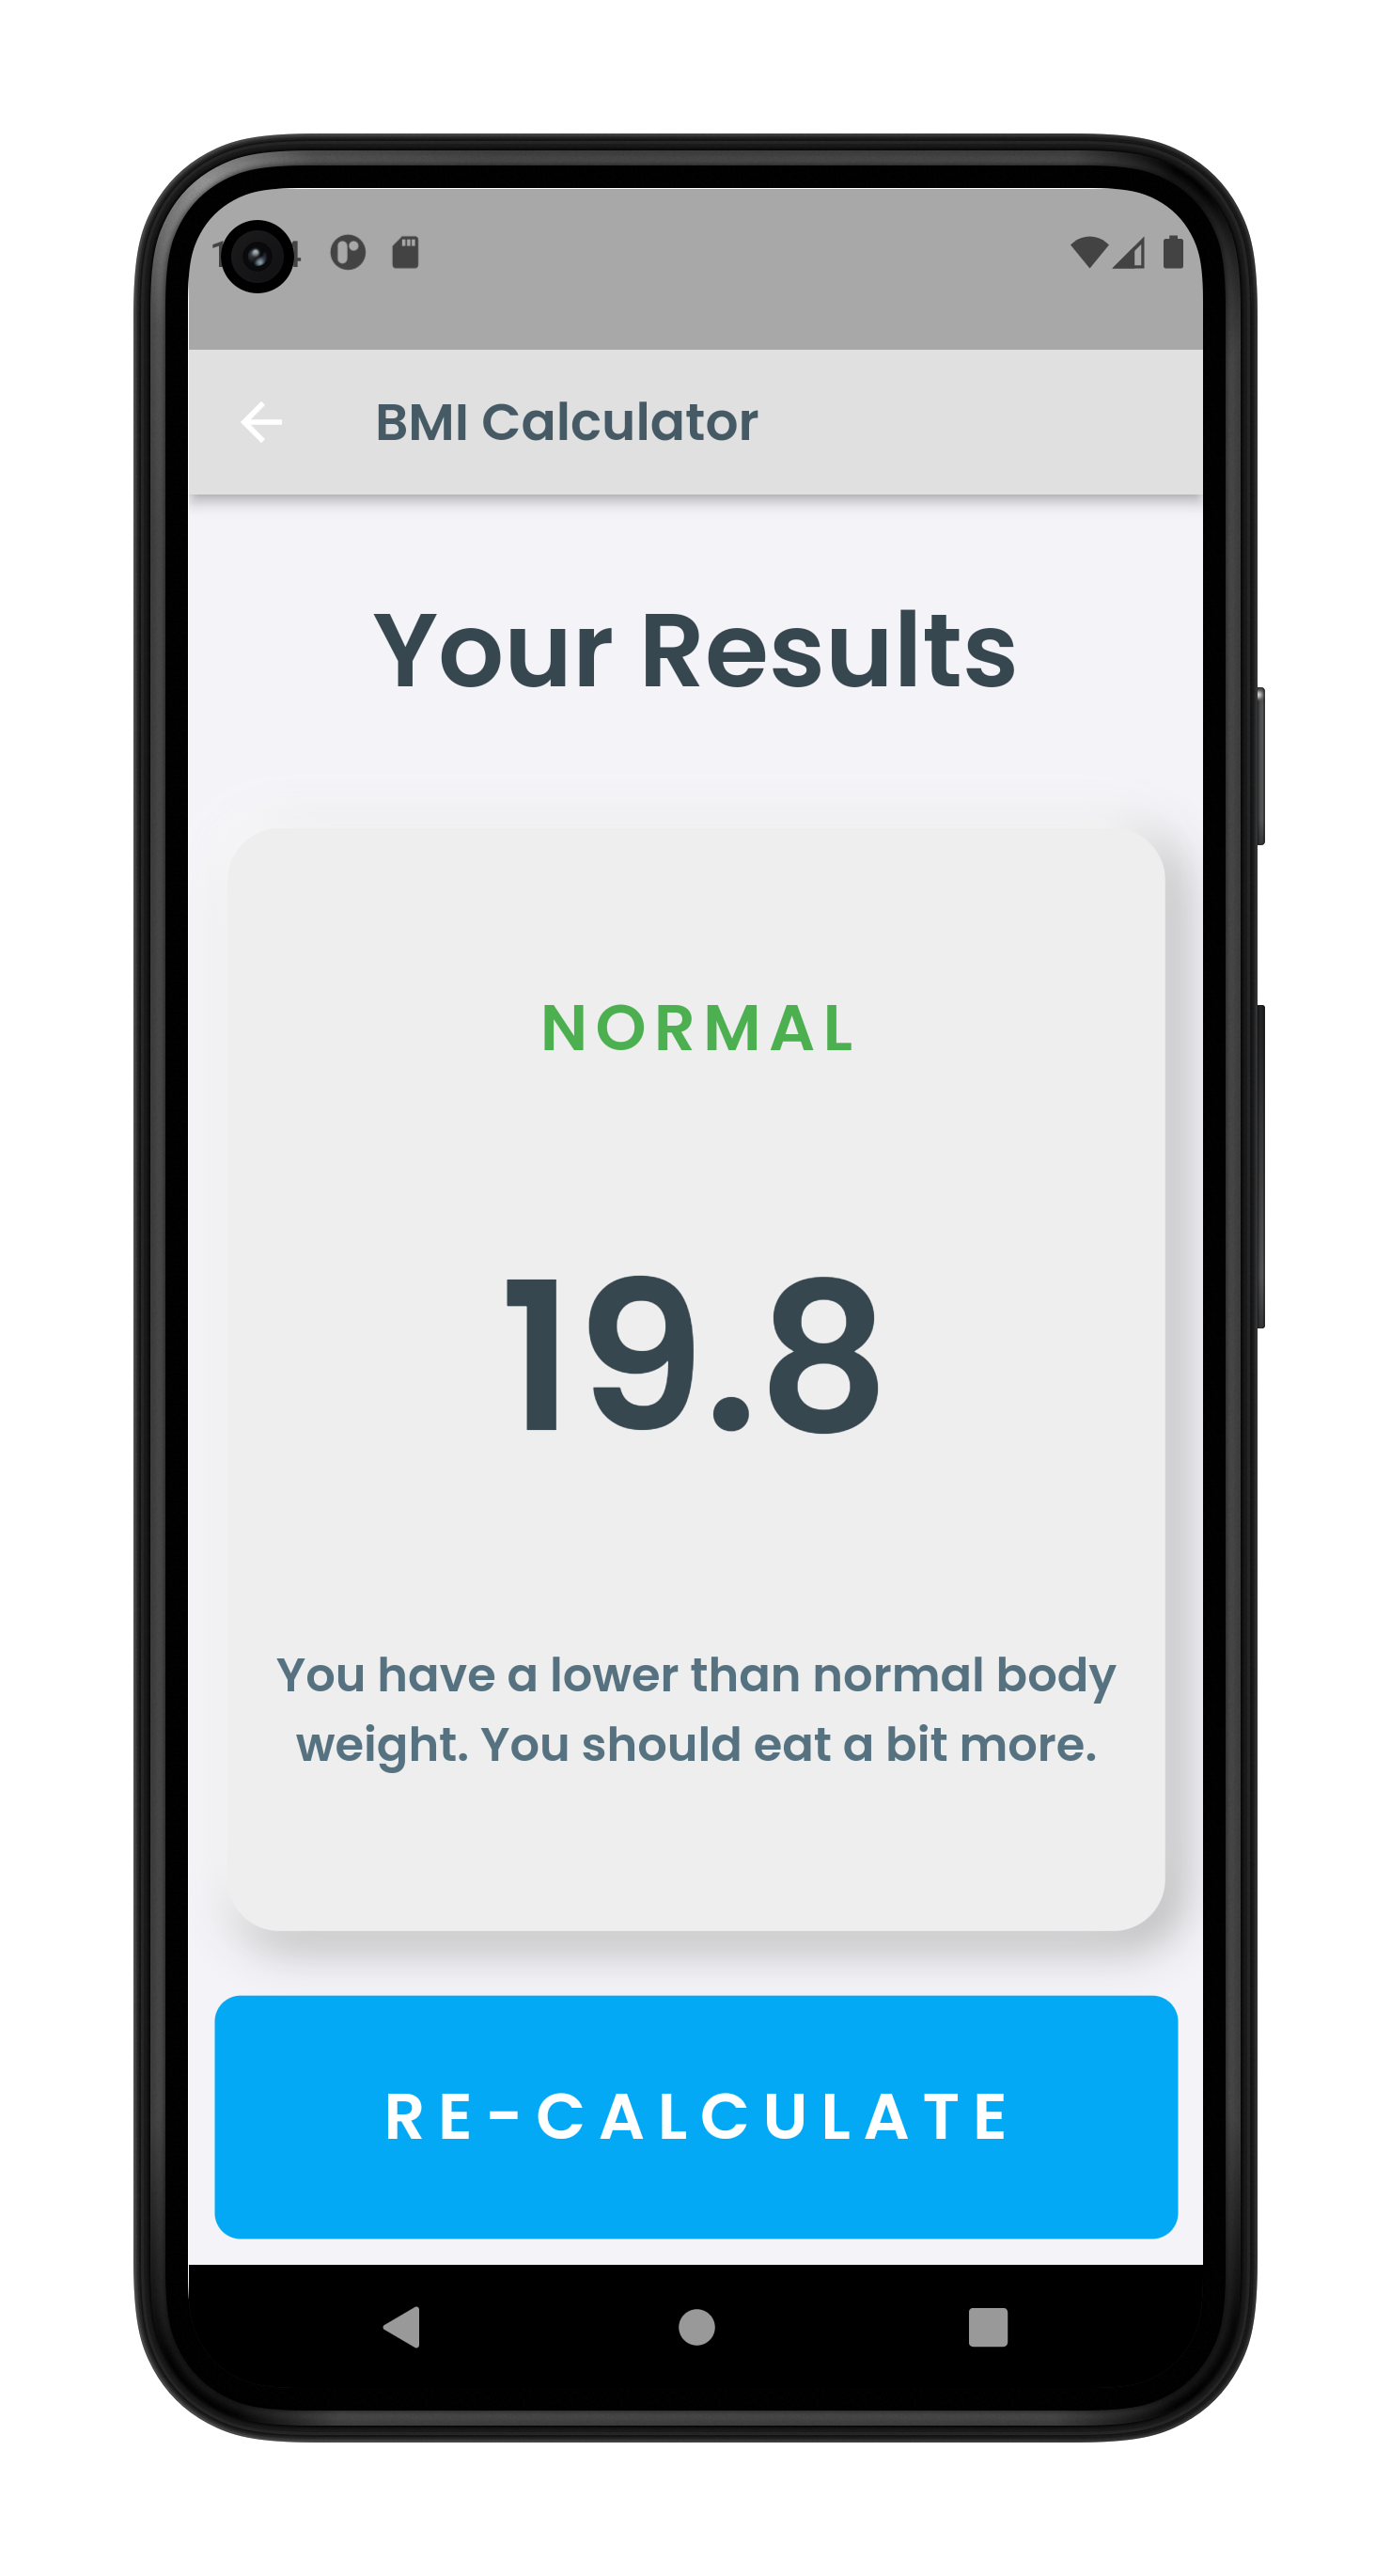 BMI Calculator
Your Results
NORMAL
19.8
You have a lower than normal body
weight. You should eat a bit more.
RE-CALCULATE